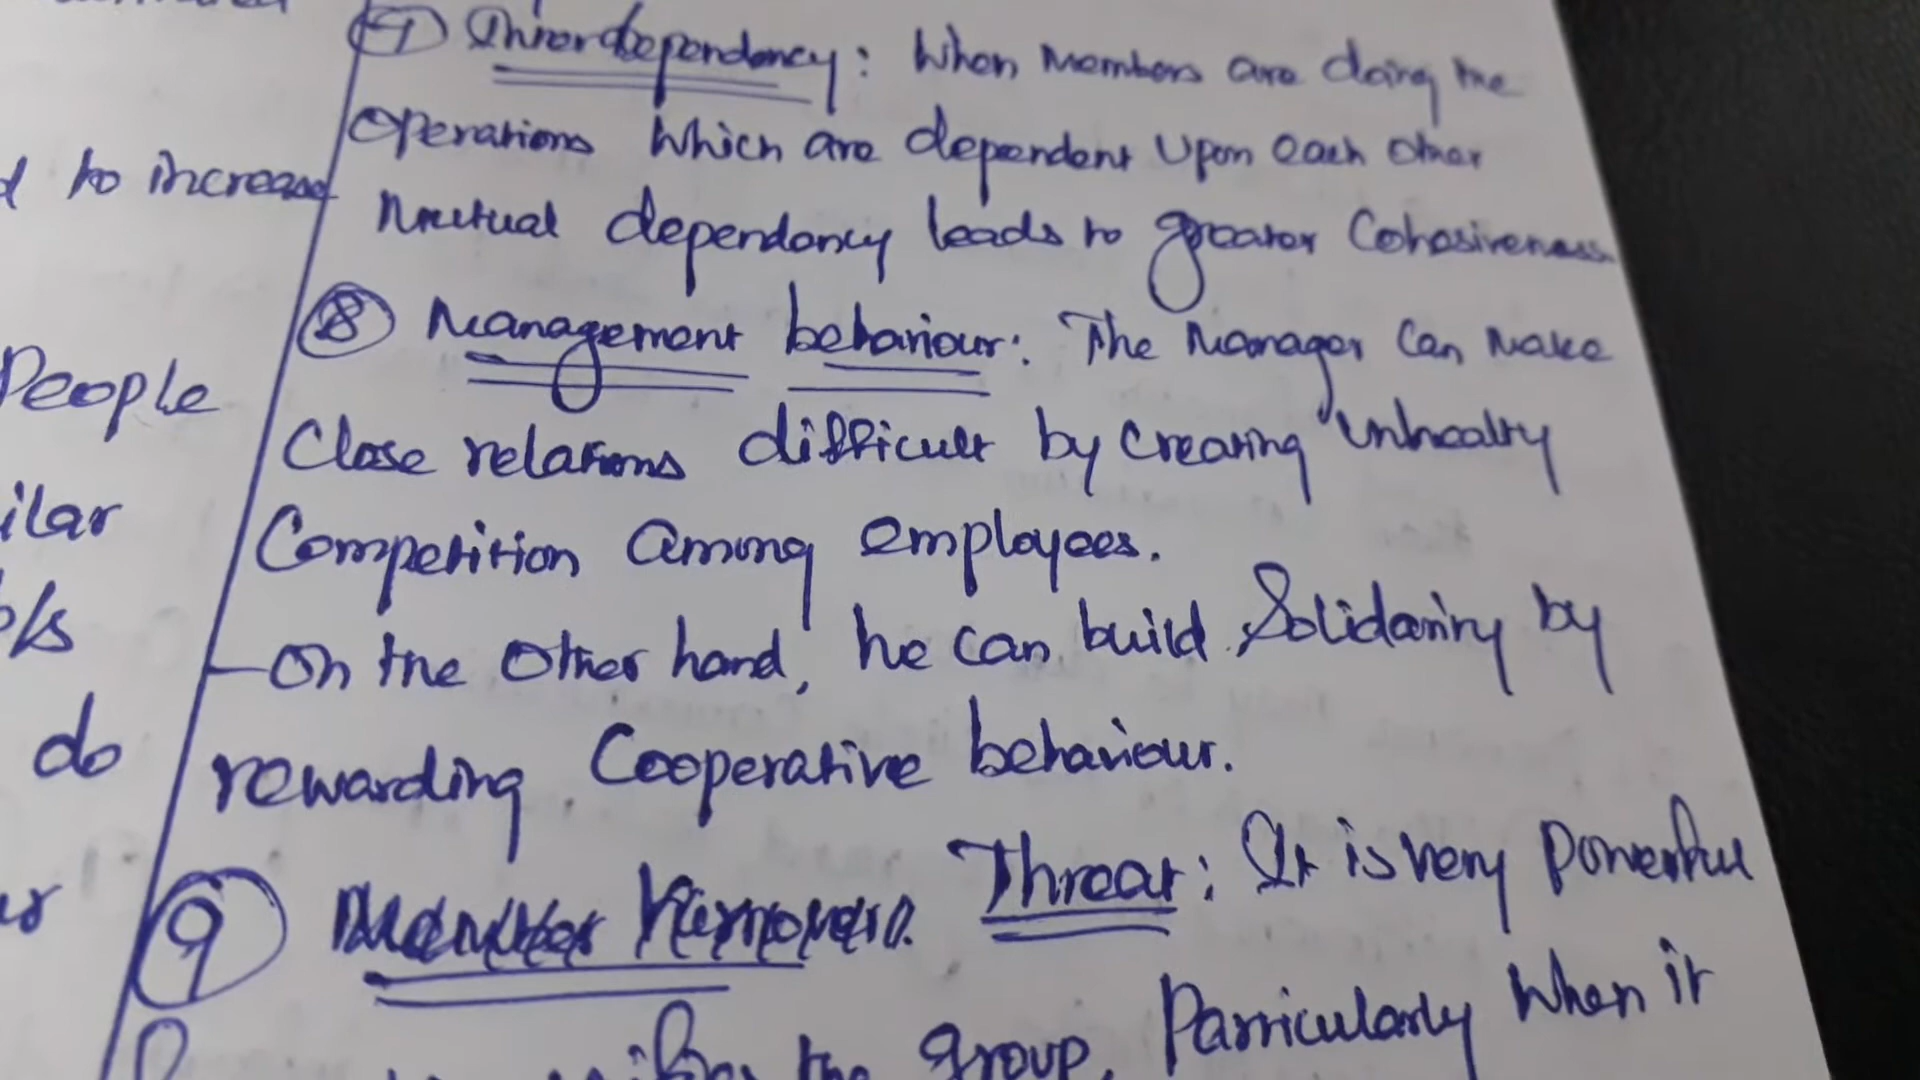 d to increase
People
ilar
do
⑦ Interdependency: When Members are doing the
Operations Which are dependent Upon each other
Mutual dependency leads to greater Cohesiveness
⑧ Management behaviour: The Manager Can Make
Close relations difficult by Creating Unhealthy
Competition Among employees.
- On the Other hand, he can build Solidarity by
rewarding Cooperative behaviour.
⑨ Threat: It is very Powerful
the group, Particularly When it